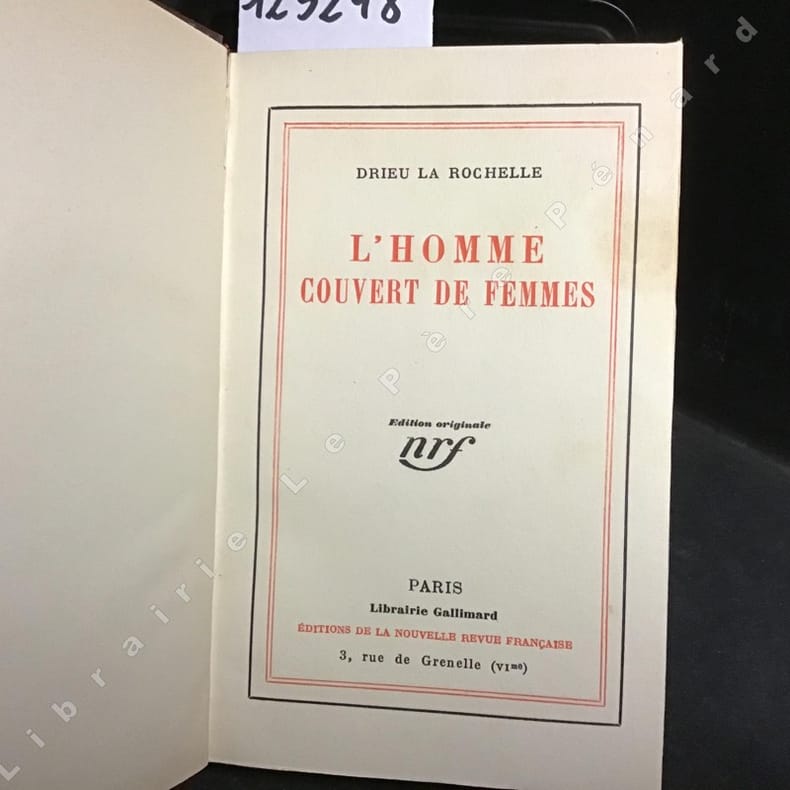 129248
DRIEU LA ROCHELLE
L'HOMME
COUVERT DE FEMMES
Edition originale
nrf
PARIS
Librairie Gallimard
ÉDITIONS DE LA NOUVELLE REVUE FRANÇAISE
3, rue de Grenelle (VIme)
Librairie Le Père Pénard